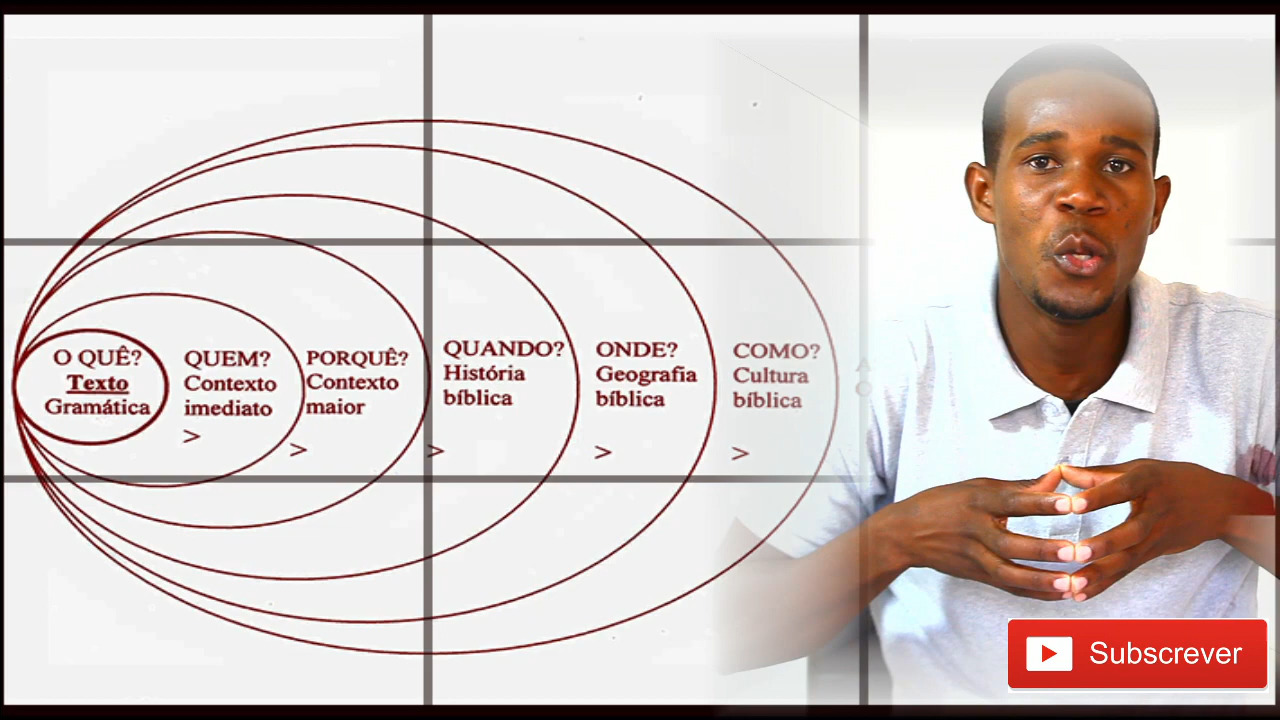 O QUÊ?
Texto
Gramática
QUEM?
Contexto
imediato
>
PORQUÊ?
Contexto
maior
>
QUANDO?
História
bíblica
>
ONDE?
Geografia
bíblica
>
COMO?
Cultura
bíblica
>
Subscrever